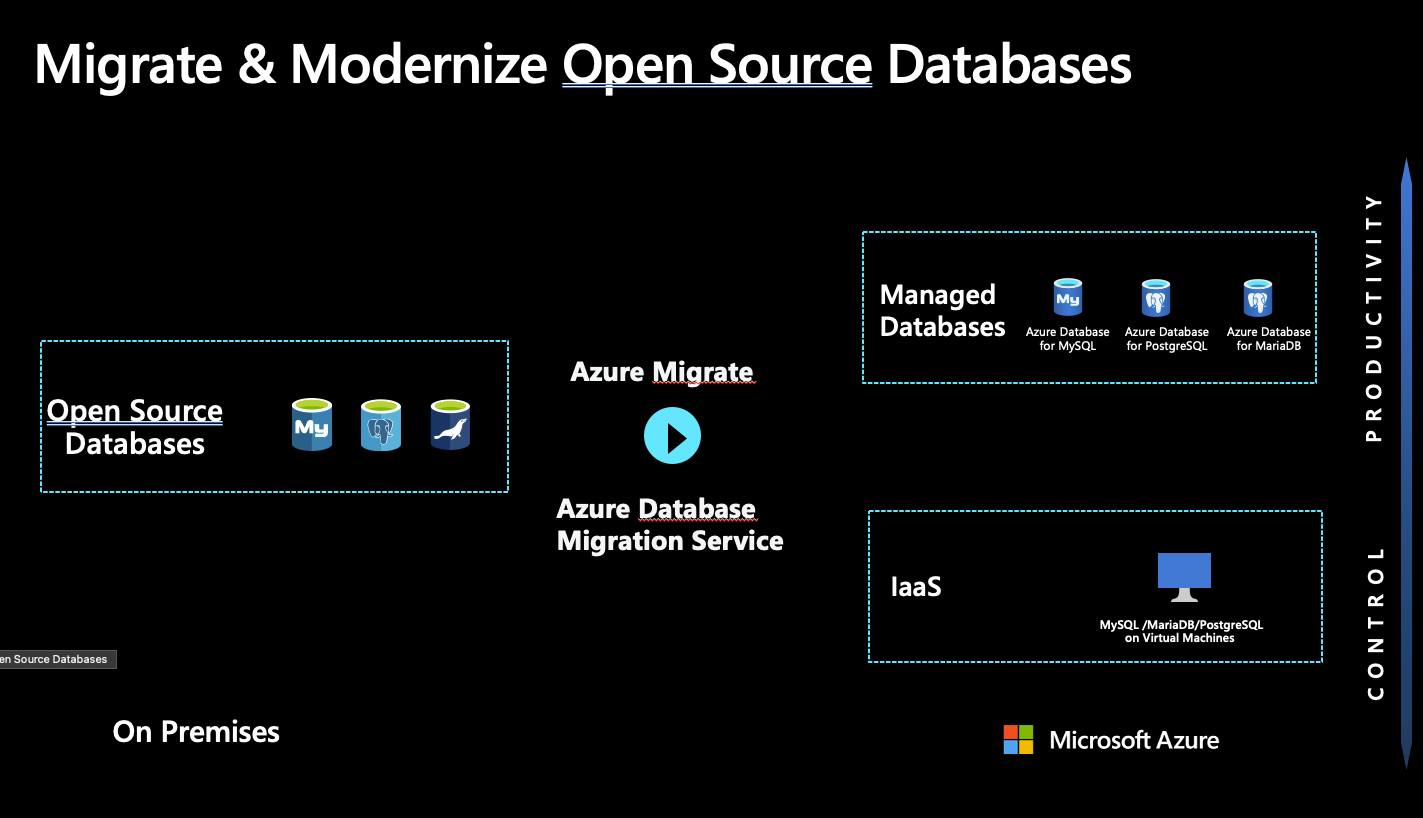 Migrate & Modernize Open Source Databases
Open Source
Databases
My
Azure Migrate
Azure Database
Migration Service
Managed
Databases
My
Azure Database
for MySQL
Azure Database
for PostgreSQL
Azure Database
for MariaDB
PRODUCTIVITY
IaaS
MySQL /MariaDB/PostgreSQL
on Virtual Machines
CONTROL
en Source Databases
On Premises
Microsoft Azure